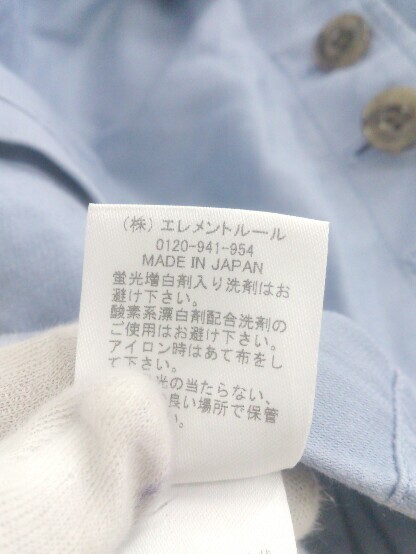 （株）エレメントルール
0120-941-954
MADE IN JAPAN
蛍光増白剤入り洗剤はお
避け下さい。
酸素系漂白剤配合洗剤の
ご使用はお避け下さい。
アイロン時はあて布をし
て下さい。
光の当たらない、
良い場所で保管
い。